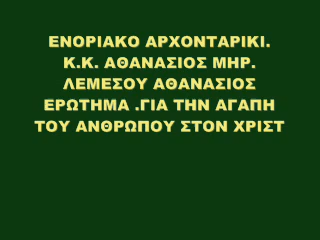 ΕΝΟΡΙΑΚΟ ΑΡΧΟΝΤΑΡΙΚΙ.
Κ.Κ. ΑΘΑΝΑΣΙΟΣ ΜΗΡ.
ΛΕΜΕΣΟΥ ΑΘΑΝΑΣΙΟΣ
ΕΡΩΤΗΜΑ .ΓΙΑ ΤΗΝ ΑΓΑΠΗ
ΤΟΥ ΑΝΘΡΩΠΟΥ ΣΤΟΝ ΧΡΙΣΤ